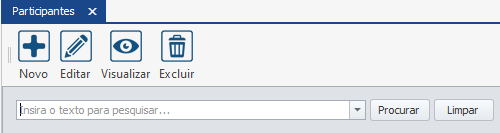 Participantes
Novo Editar Visualizar Excluir
Insira o texto para pesquisar... Procurar Limpar